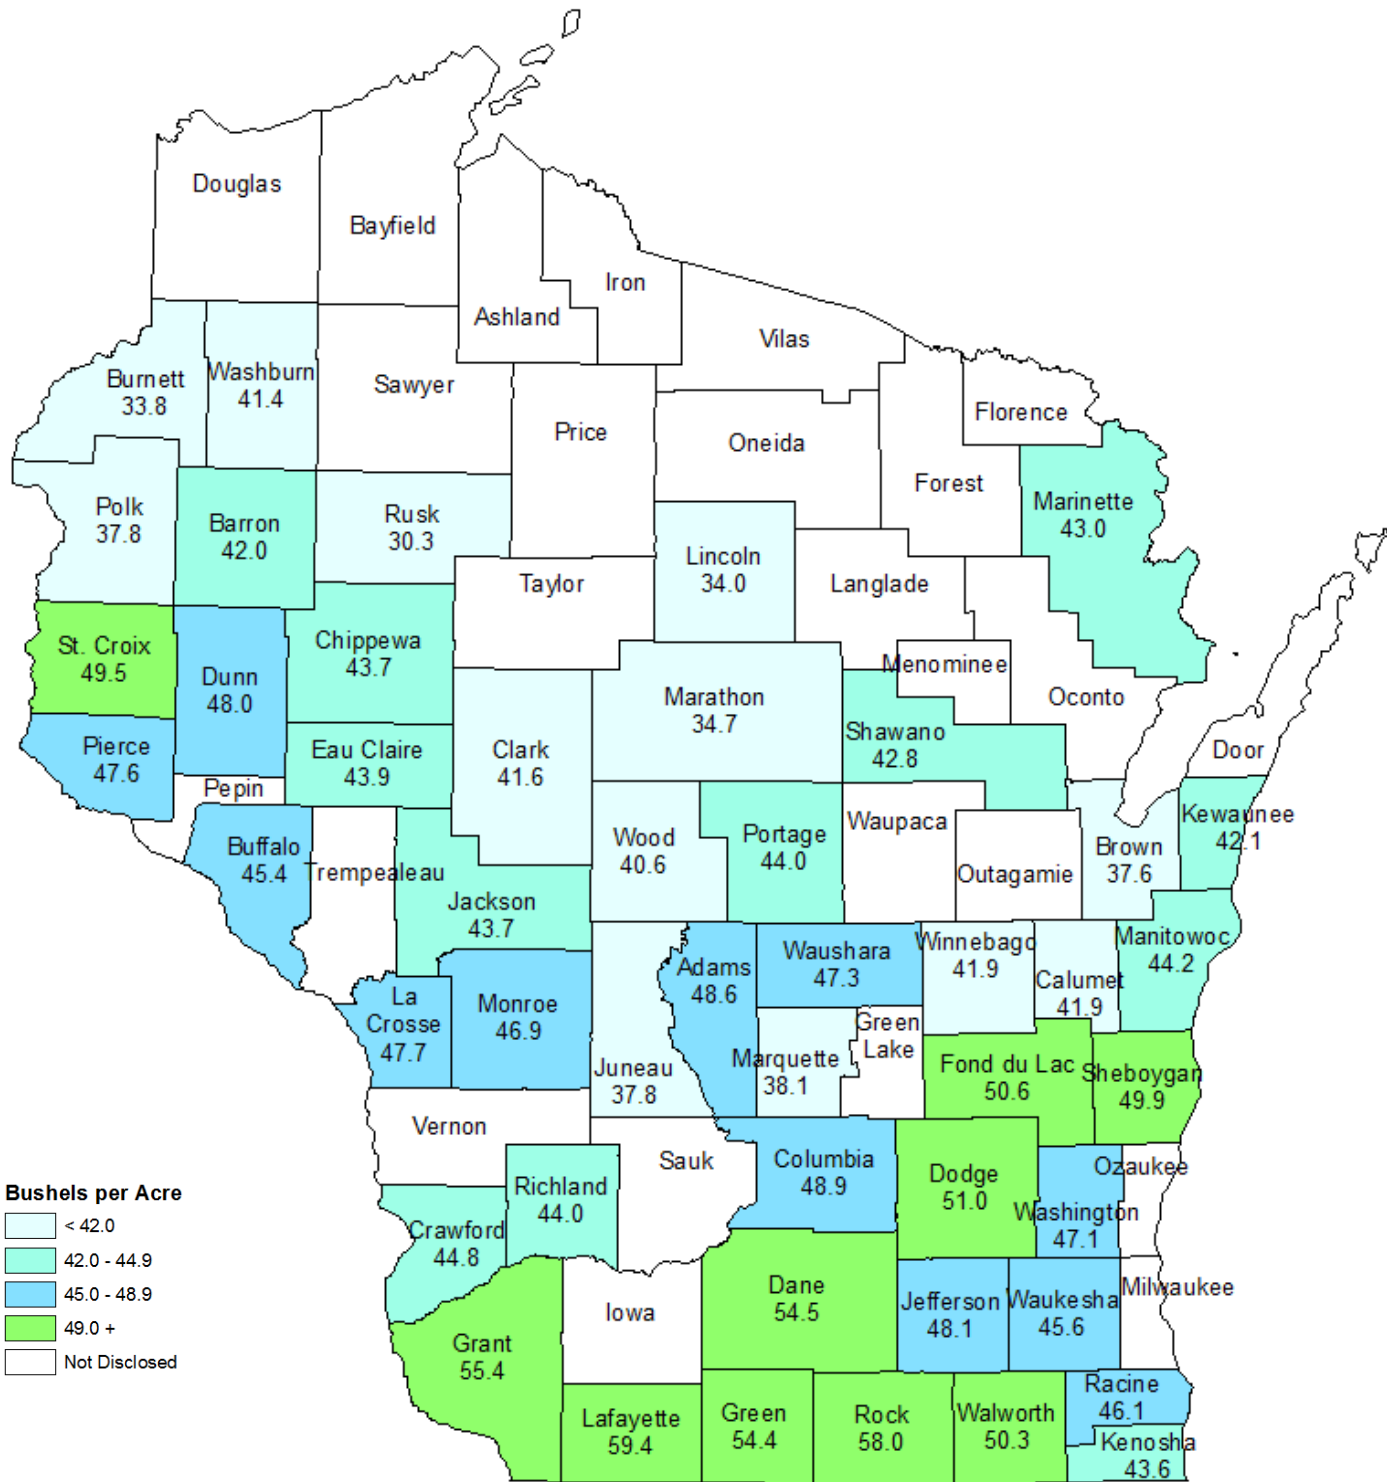 Douglas
Bayfield
Iron
Ashland
Vilas
Burnett
33.8
Washburn
41.4
Sawyer
Price
Oneida
Florence
Forest
Marinette
43.0
Polk
37.8
Barron
42.0
Rusk
30.3
Lincoln
34.0
Langlade
Taylor
St. Croix
49.5
Dunn
48.0
Chippewa
43.7
Menominee
Oconto
Marathon
34.7
Shawano
42.8
Door
Pierce
47.6
Eau Claire
43.9
Clark
41.6
Pepin
Buffalo
45.4
Trempealeau
Wood
40.6
Portage
44.0
Waupaca
Outagamie
Brown
37.6
Kewaunee
42.1
Jackson
43.7
Adams
48.6
Waushara
47.3
Winnebago
41.9
Calumet
41.9
Manitowoc
44.2
La
Crosse
47.7
Monroe
46.9
Juneau
37.8
Marquette
38.1
Green
Lake
Fond du Lac
50.6
Sheboygan
49.9
Vernon
Sauk
Columbia
48.9
Dodge
51.0
Ozaukee
Washington
47.1
Richland
44.0
Crawford
44.8
Bushels per Acre
< 42.0
42.0 - 44.9
45.0 - 48.9
49.0 +
Not Disclosed
Grant
55.4
Iowa
Dane
54.5
Jefferson
48.1
Waukesha
45.6
Milwaukee
Lafayette
59.4
Green
54.4
Rock
58.0
Walworth
50.3
Racine
46.1
Kenosha
43.6